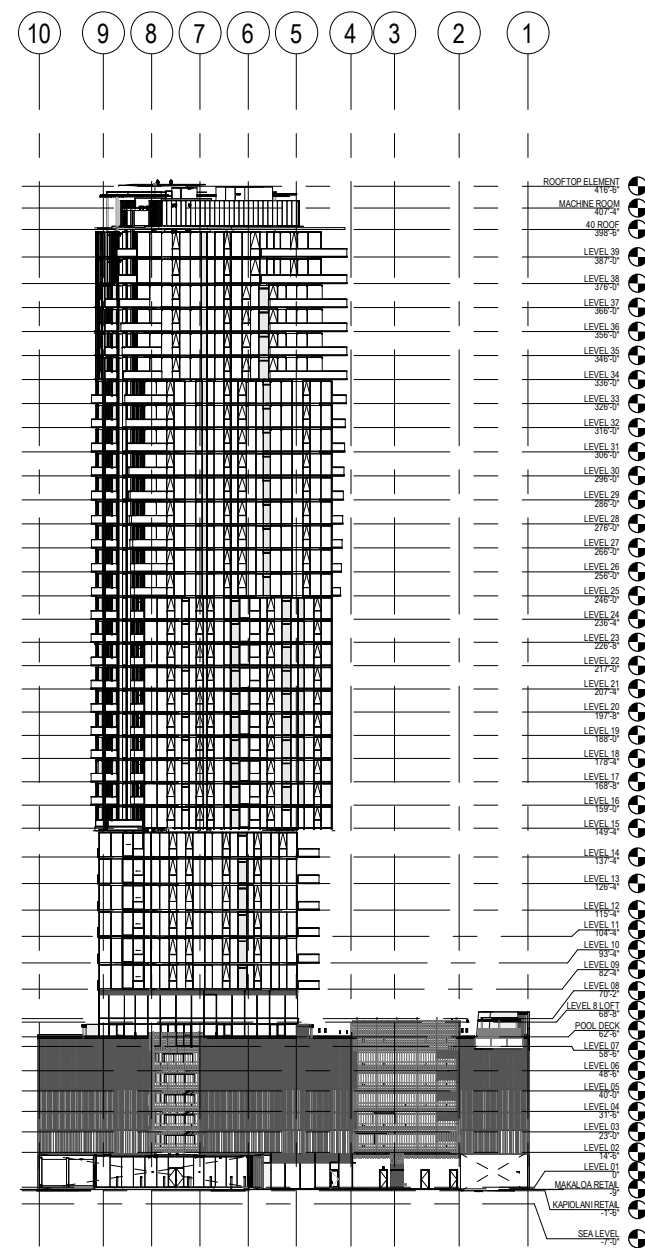 10 9 8 7 6 5 4 3 2 1
ROOFTOP ELEMENT
416'-6"
MACHINE ROOM
407'-4"
40 ROOF
398'-6"
LEVEL 39
387'-0"
LEVEL 38
376'-0"
LEVEL 37
366'-0"
LEVEL 36
356'-0"
LEVEL 35
346'-0"
LEVEL 34
336'-0"
LEVEL 33
326'-0"
LEVEL 32
316'-0"
LEVEL 31
306'-0"
LEVEL 30
296'-0"
LEVEL 29
286'-0"
LEVEL 28
276'-0"
LEVEL 27
266'-0"
LEVEL 26
256'-0"
LEVEL 25
246'-0"
LEVEL 24
236'-4"
LEVEL 23
226'-8"
LEVEL 22
217'-0"
LEVEL 21
207'-4"
LEVEL 20
197'-8"
LEVEL 19
188'-0"
LEVEL 18
178'-4"
LEVEL 17
168'-8"
LEVEL 16
159'-0"
LEVEL 15
149'-4"
LEVEL 14
137'-4"
LEVEL 13
126'-4"
LEVEL 12
115'-4"
LEVEL 11
104'-4"
LEVEL 10
93'-4"
LEVEL 09
82'-4"
LEVEL 08
70'-2"
LEVEL 8 LOFT
68'-8"
POOL DECK
62'-6"
LEVEL 07
58'-6"
LEVEL 06
48'-6"
LEVEL 05
40'-0"
LEVEL 04
31'-6"
LEVEL 03
23'-0"
LEVEL 02
14'-6"
LEVEL 01
0"
MAKALOA RETAIL
-9"
KAPIOLANI RETAIL
-1'-6"
SEA LEVEL
-7'-0"